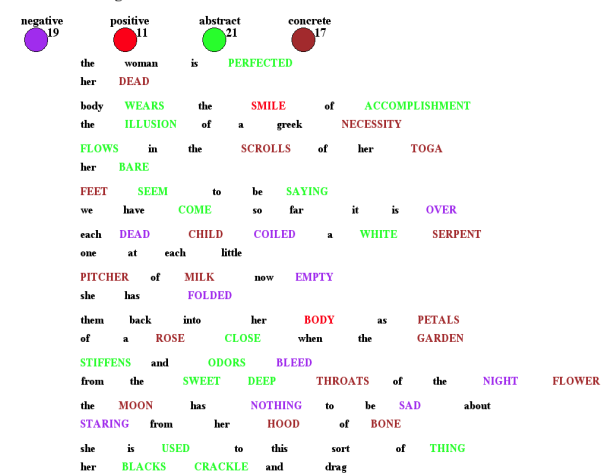 negative positive abstract concrete
19 11 21 17
the woman is PERFECTED
her DEAD
body WEARS the SMILE of ACCOMPLISHMENT
the ILLUSION of a greek NECESSITY
FLOWS in the SCROLLS of her TOGA
her BARE
FEET SEEM to be SAYING
we have COME so far it is OVER
each DEAD CHILD COILED a WHITE SERPENT
one at each little
PITCHER of MILK now EMPTY
she has FOLDED
them back into her BODY as PETALS
of a ROSE CLOSE when the GARDEN
STIFFENS and ODORS BLEED
from the SWEET DEEP THROATS of the NIGHT FLOWER
the MOON has NOTHING to be SAD about
STARING from her HOOD of BONE
she is USED to this sort of THING
her BLACKS CRACKLE and drag